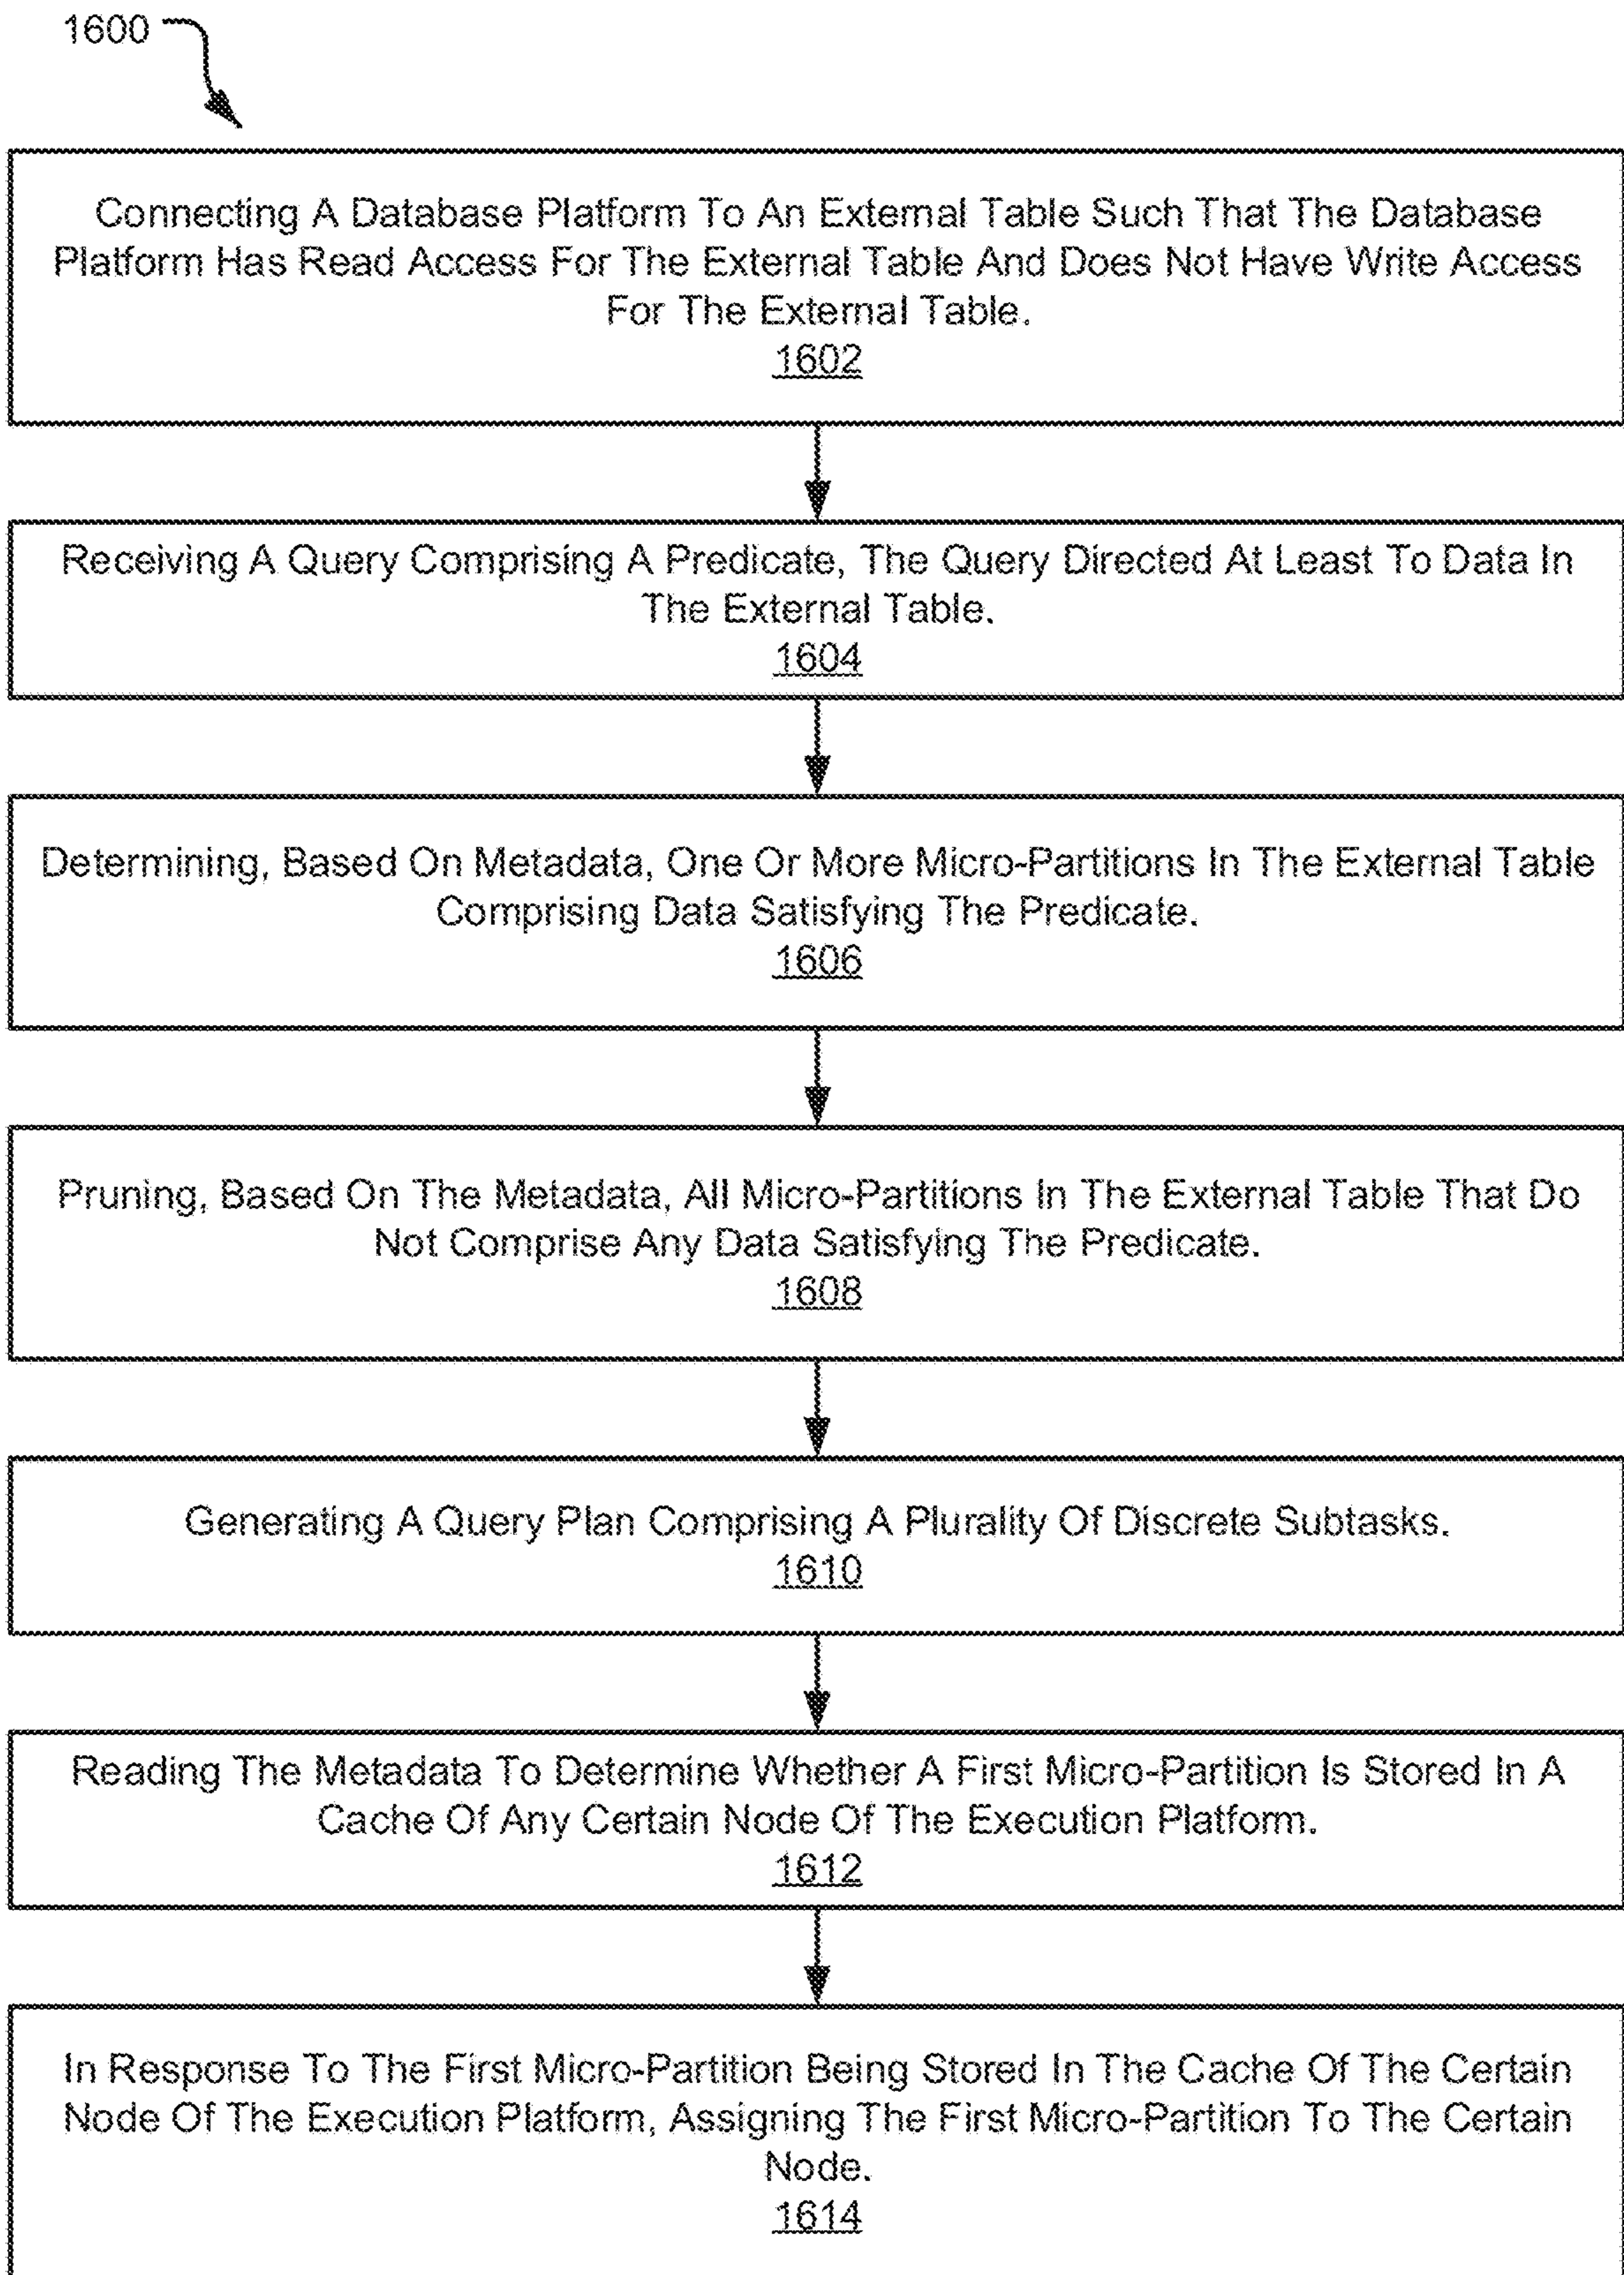 1600
Connecting A Database Platform To An External Table Such That The Database
Platform Has Read Access For The External Table And Does Not Have Write Access
For The External Table.
1602
Receiving A Query Comprising A Predicate, The Query Directed At Least To Data In
The External Table.
1604
Determining, Based On Metadata, One Or More Micro-Partitions In The External Table
Comprising Data Satisfying The Predicate.
1606
Pruning, Based On The Metadata, All Micro-Partitions In The External Table That Do
Not Comprise Any Data Satisfying The Predicate.
1608
Generating A Query Plan Comprising A Plurality Of Discrete Subtasks.
1610
Reading The Metadata To Determine Whether A First Micro-Partition Is Stored In A
Cache Of Any Certain Node Of The Execution Platform.
1612
In Response To The First Micro-Partition Being Stored In The Cache Of The Certain
Node Of The Execution Platform, Assigning The First Micro-Partition To The Certain
Node.
1614